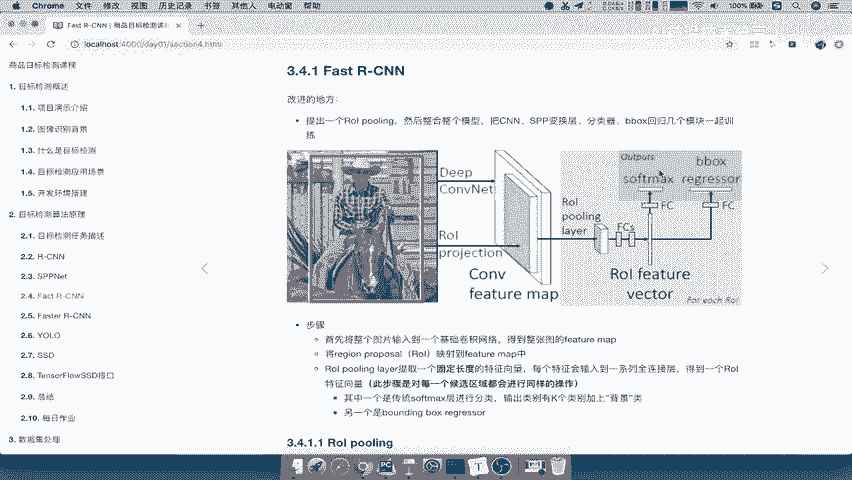 Chrome 文件 修改 视图 历史记录 书签 其他人 电动窗 帮助
100%
Fast R-CNN | 商品目标检测课程
localhost:4000/day01/section4.html
商品目标检测课程
1. 目标检测概述
1.1. 项目演示介绍
1.2. 图像识别背景
1.3. 什么是目标检测
1.4. 目标检测应用场景
1.5. 开发环境搭建
2. 目标检测算法原理
2.1. 目标检测任务描述
2.2. R-CNN
2.3. SPPNet
2.4. Fact R-CNN
2.5. Faster R-CNN
2.6. YOLO
2.7. SSD
2.8. TensorFlowSSD接口
2.9. 总结
2.10. 每日作业
3. 数据集处理
3.4.1 Fast R-CNN
改进的地方：
提出一个RoI pooling，然后整合整个模型，把CNN、SPP变换层、分类器、bbox回归几个模块一起训
练
Deep
ConvNet
RoI
projection
Conv
feature map
RoI
pooling
layer
FCs
Outputs:
softmax
bbox
regressor
FC
FC
RoI feature
vector
For each RoI
步骤
首先将整个图片输入到一个基础卷积网络，得到整张图的feature map
将region proposal（RoI）映射到feature map中
RoI pooling layer提取一个固定长度的特征向量，每个特征会输入到一系列全连接层，得到一个RoI
特征向量（此步骤是对每一个候选区域都会进行同样的操作）
其中一个是传统softmax层进行分类，输出类别有K个类别加上"背景"类
另一个是bounding box regressor
3.4.1.1 RoI pooling